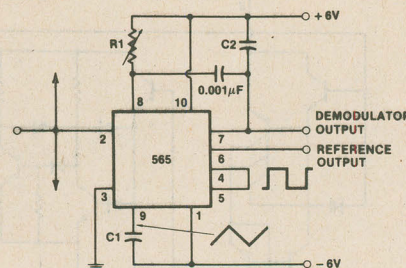 + 6V
R1
C2
0.001µF
8
10
DEMODULATOR
OUTPUT
2
7
REFERENCE
OUTPUT
565
6
4
3
5
9
1
C1
– 6V